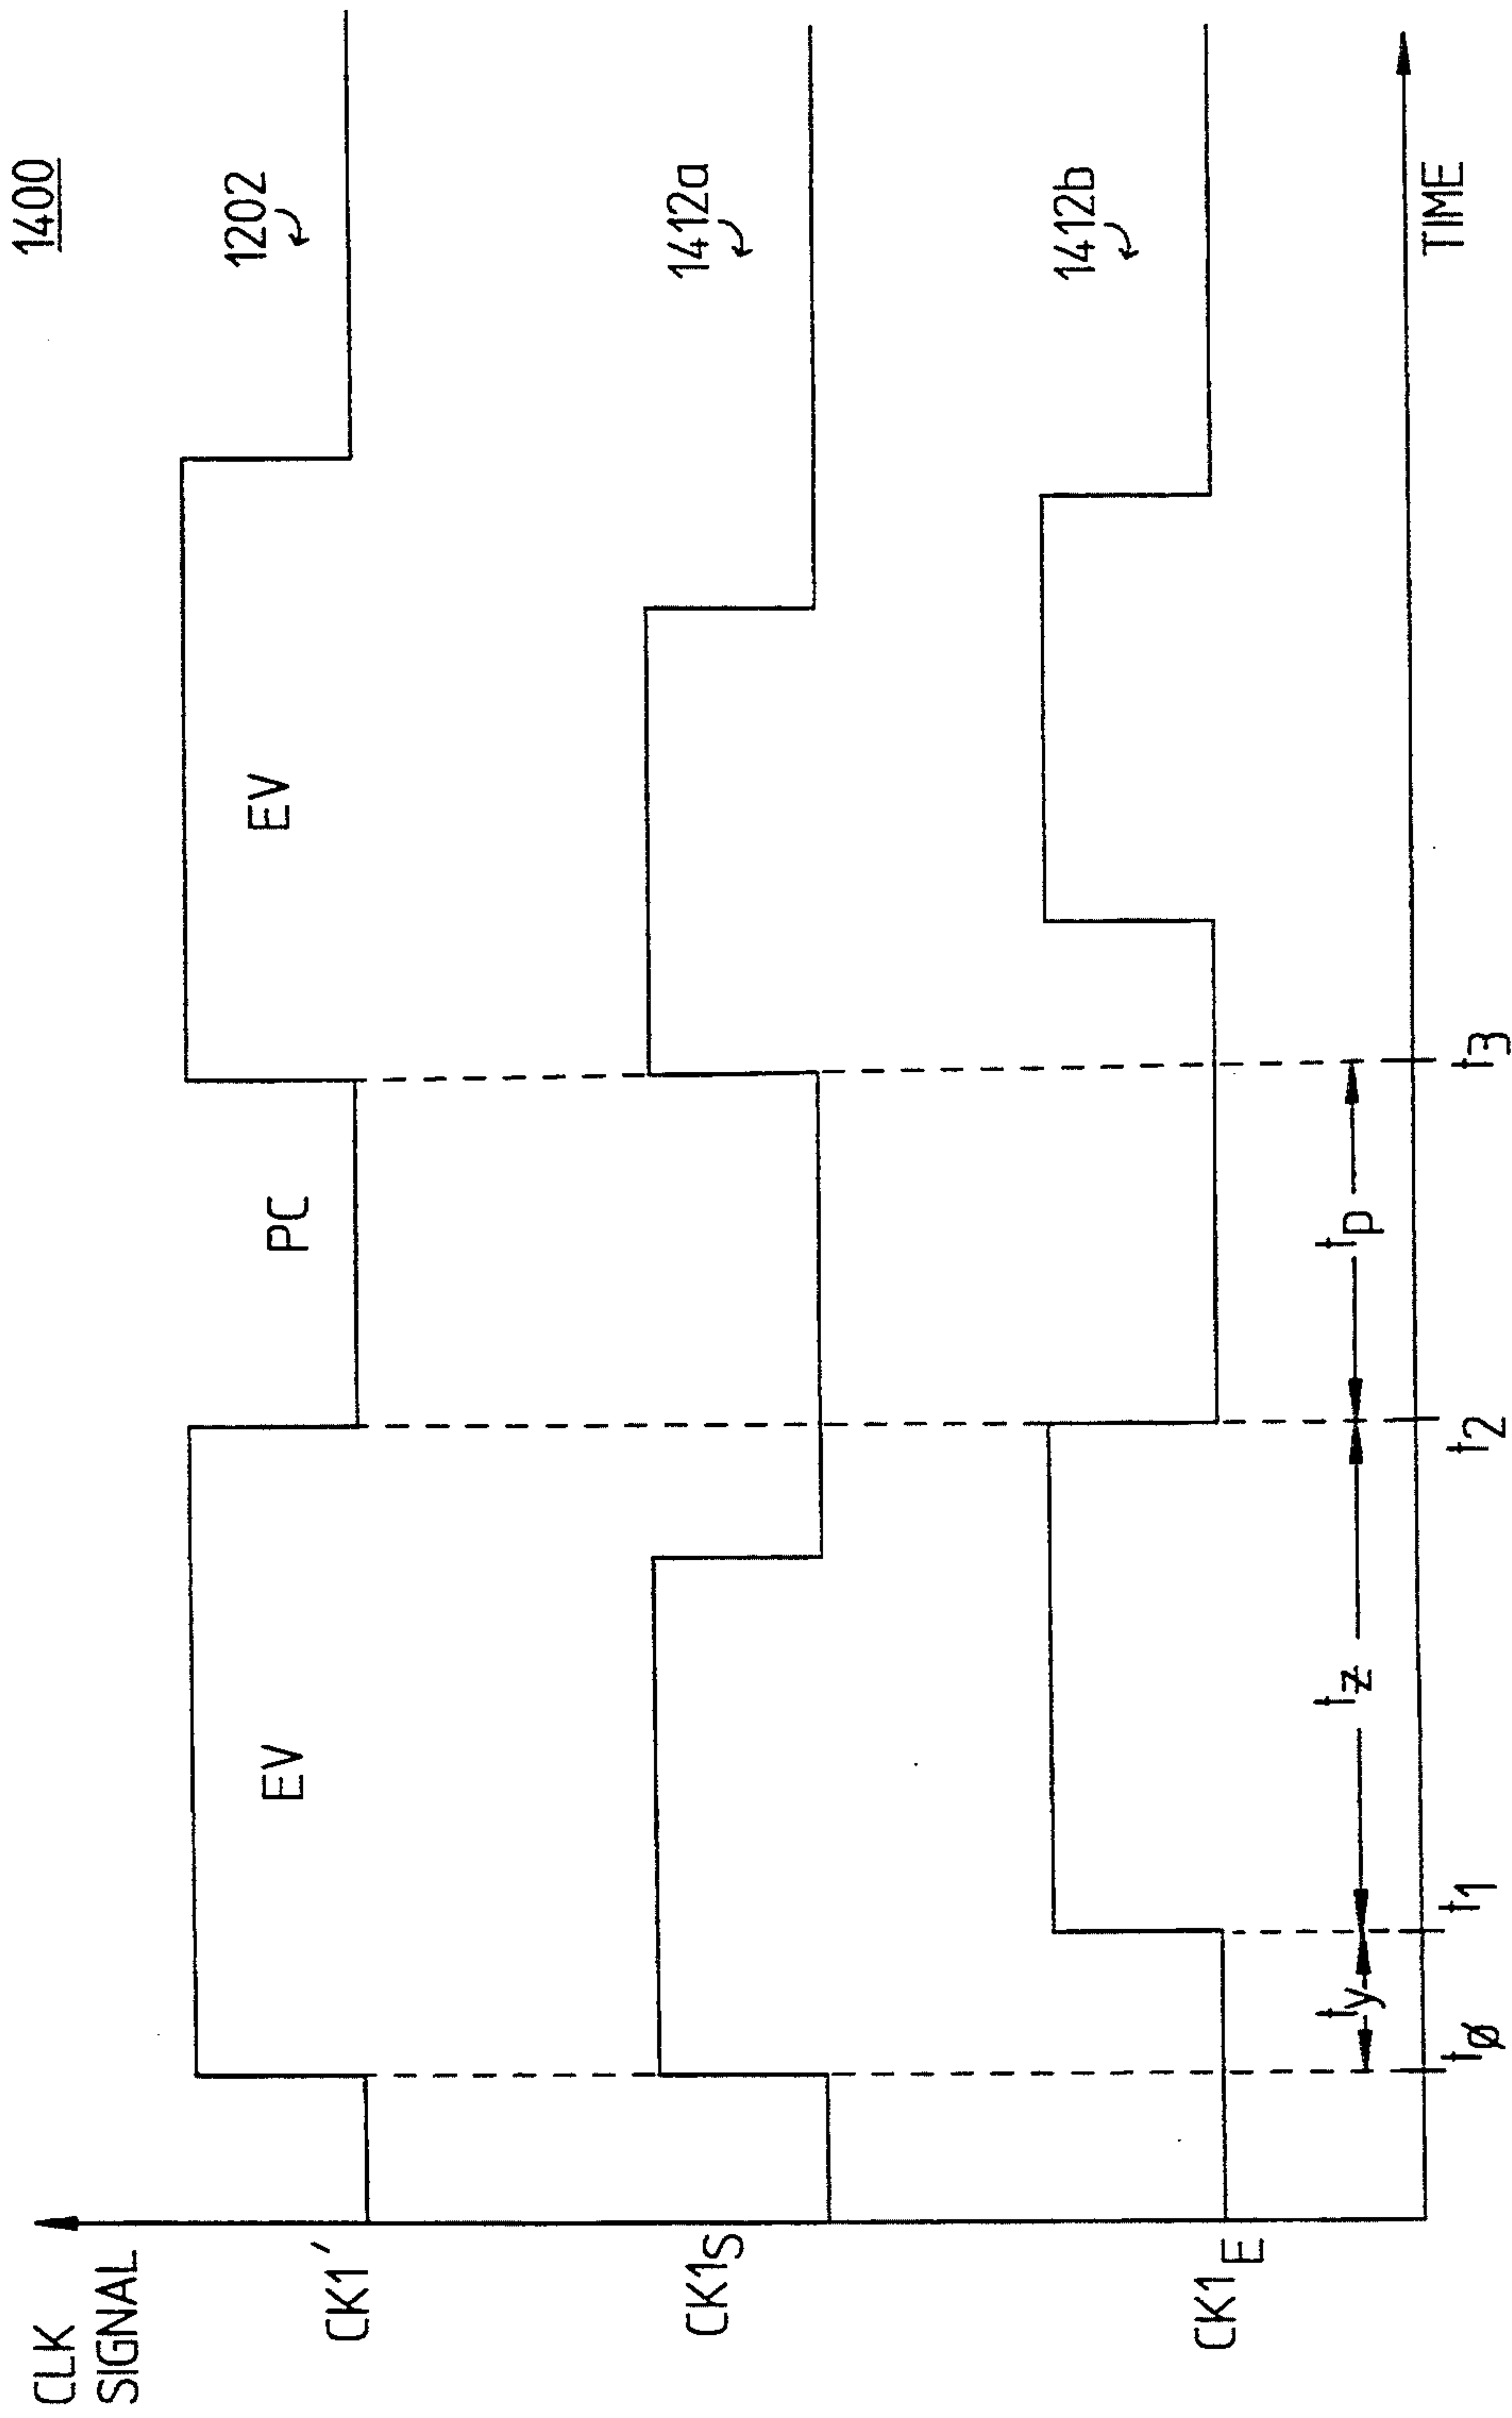 1400
CLK
SIGNAL
CK1′
EV
PC
EV
1202
CK1S
1412a
CK1E
1412b
ty
tz
tp
tø
t1
t2
t3
TIME